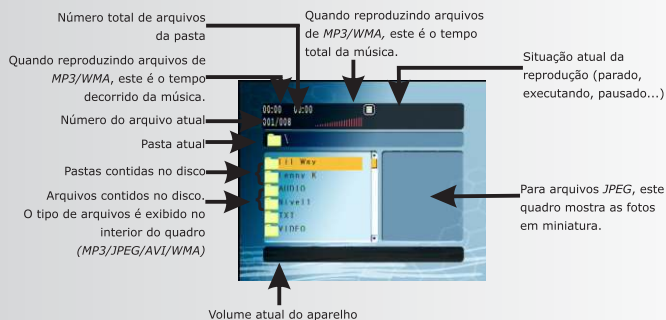 Número total de arquivos
da pasta
Quando reproduzindo arquivos
de MP3/WMA, este é o tempo
total da música.
Quando reproduzindo arquivos de
MP3/WMA, este é o tempo
decorrido da música.
Situação atual da
reprodução (parado,
executando, pausado...)
Número do arquivo atual
Pasta atual
Pastas contidas no disco
Arquivos contidos no disco.
O tipo de arquivos é exibido no
interior do quadro
(MP3/JPEG/AVI/WMA)
00:00 00:00
001/008
\
Lenny K
AUDIO
Nivel1
TXT
VIDEO
Para arquivos JPEG, este
quadro mostra as fotos
em miniatura.
Volume atual do aparelho